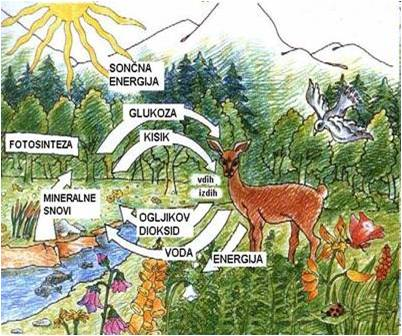 SONČNA
ENERGIJA
GLUKOZA
KISIK
FOTOSINTEZA
vdih
izdih
MINERALNE
SNOVI
OGLJIKOV
DIOKSID
VODA
ENERGIJA